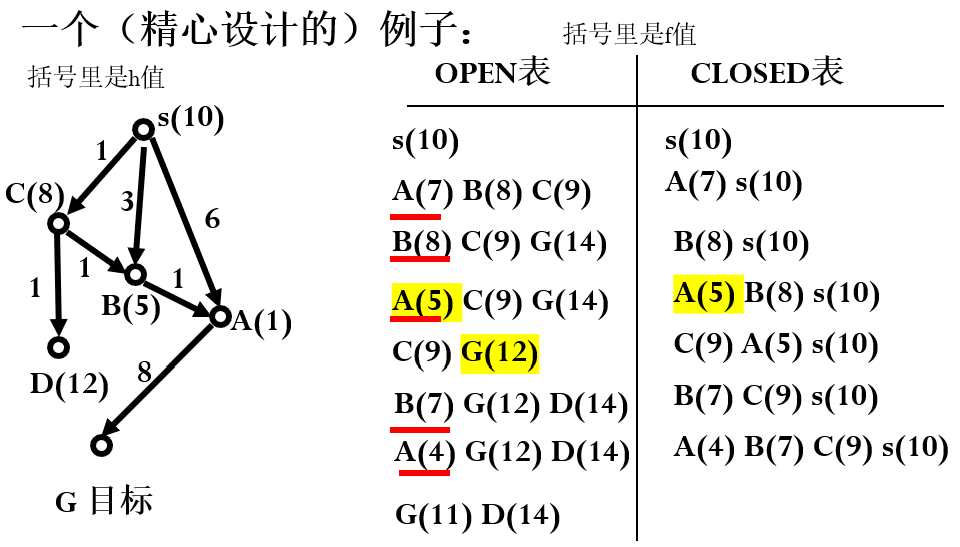 一个（精心设计的）例子：
括号里是f值
括号里是h值
s(10)
1
C(8)
3
6
1
1
1
B(5)
A(1)
D(12)
8
G 目标
OPEN表 CLOSED表
s(10) s(10)
A(7) B(8) C(9) A(7) s(10)
B(8) C(9) G(14) B(8) s(10)
A(5) C(9) G(14) A(5) B(8) s(10)
C(9) G(12) C(9) A(5) s(10)
B(7) G(12) D(14) B(7) C(9) s(10)
A(4) G(12) D(14) A(4) B(7) C(9) s(10)
G(11) D(14)